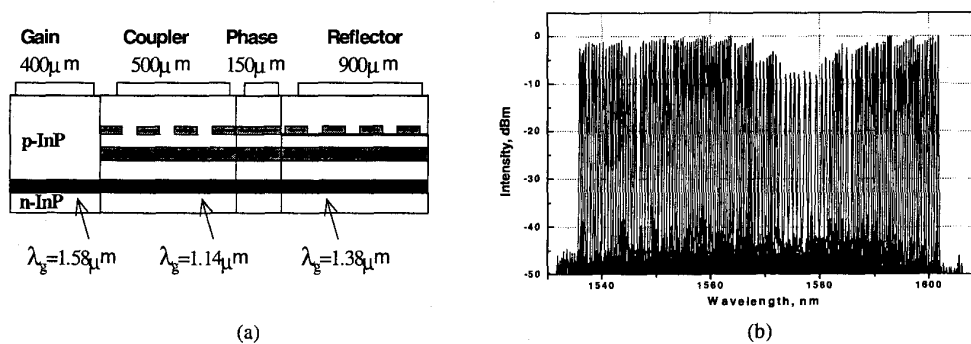 Gain Coupler Phase Reflector
400μm 500μm 150μm 900μm
p-InP
n-InP
λg=1.58μm λg=1.14μm λg=1.38μm
(a)
Intensity, dBm
0
-10
-20
-30
-40
-50
1540 1560 1580 1600
Wavelength, nm
(b)